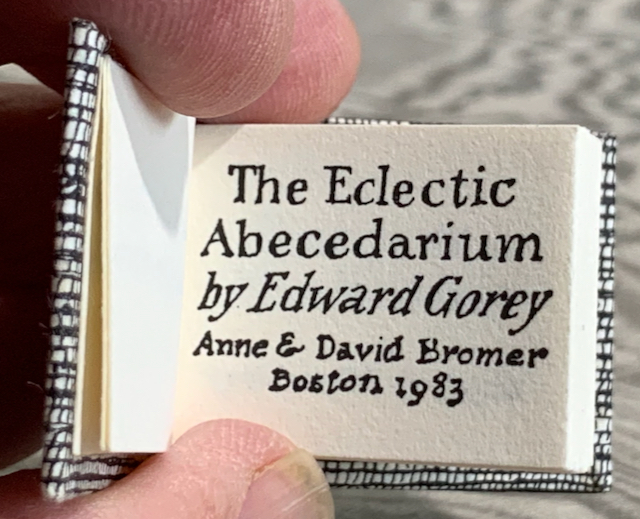 The Eclectic
Abecedarium
by Edward Gorey
Anne & David Bromer
Boston 1983